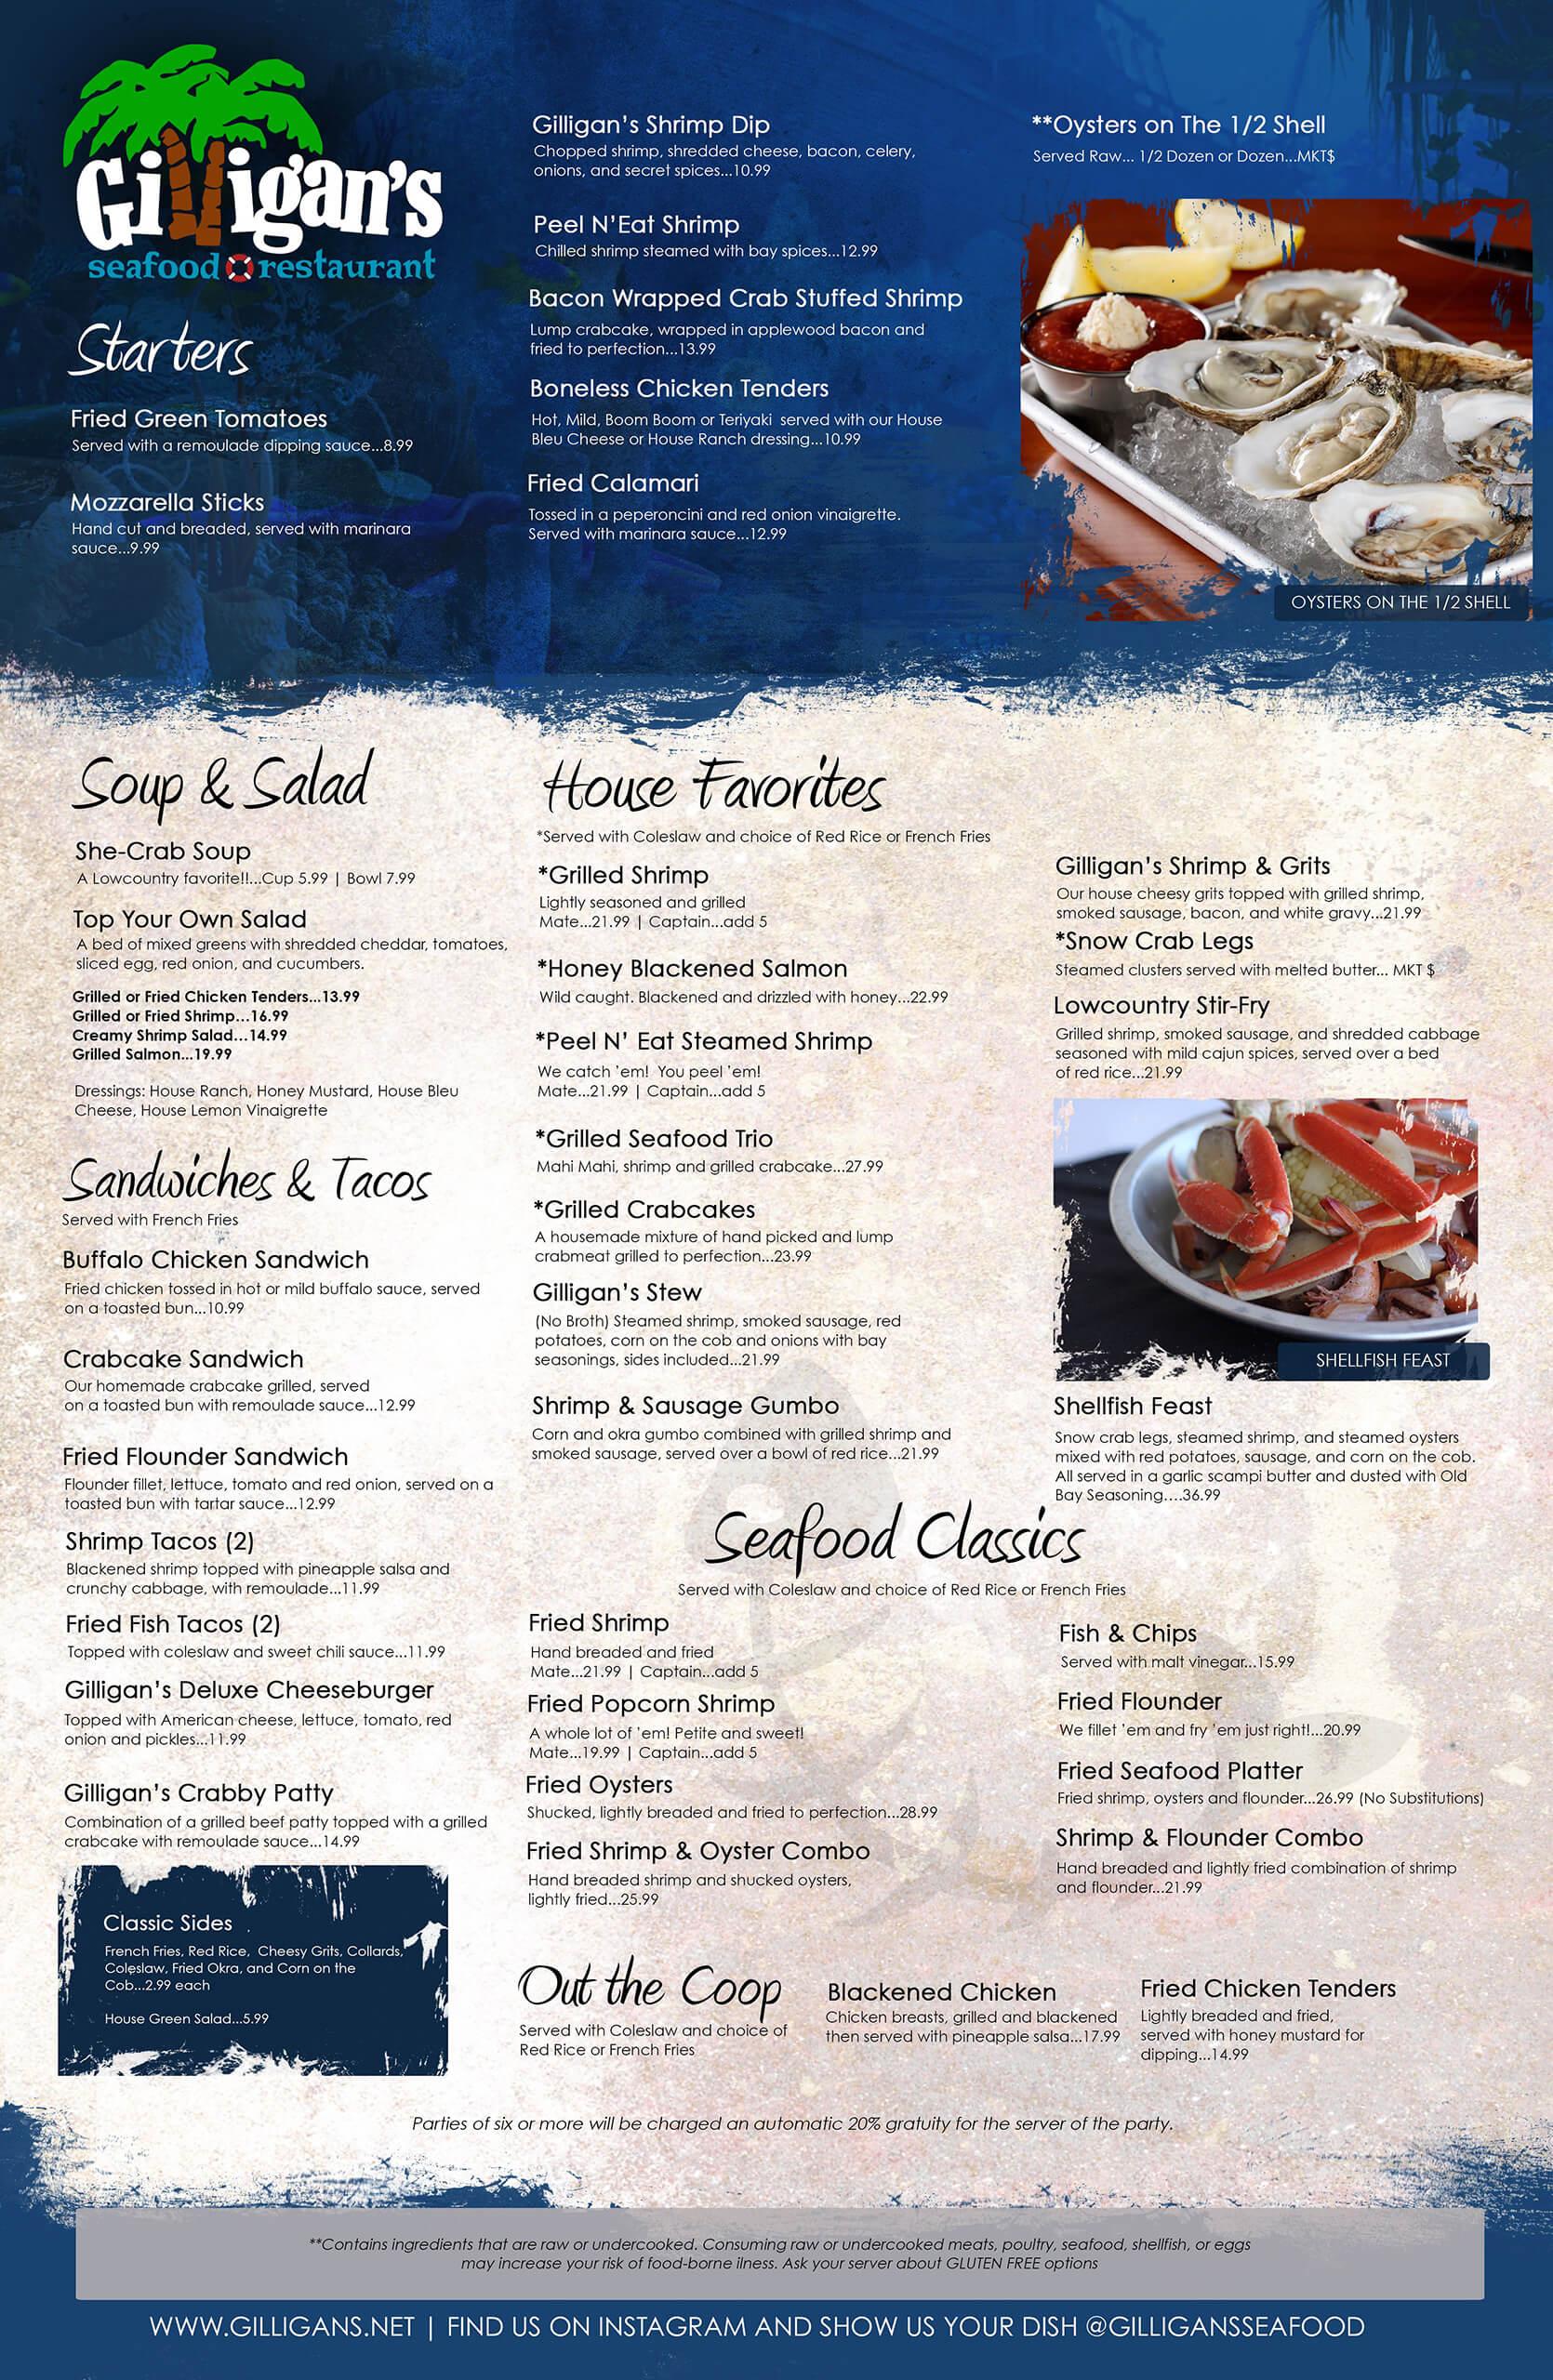 Gilligan's
seafood restaurant
Starters
Fried Green Tomatoes
Served with a remoulade dipping sauce...8.99
Mozzarella Sticks
Hand cut and breaded, served with marinara
sauce...9.99
Gilligan's Shrimp Dip
Chopped shrimp, shredded cheese, bacon, celery,
onions, and secret spices...10.99
Peel N'Eat Shrimp
Chilled shrimp steamed with bay spices...12.99
Bacon Wrapped Crab Stuffed Shrimp
Lump crabcake, wrapped in applewood bacon and
fried to perfection...13.99
Boneless Chicken Tenders
Hot, Mild, Boom Boom or Teriyaki served with our House
Bleu Cheese or House Ranch dressing...10.99
Fried Calamari
Tossed in a peperoncini and red onion vinaigrette.
Served with marinara sauce...12.99
**Oysters on The 1/2 Shell
Served Raw... 1/2 Dozen or Dozen...MKT$
OYSTERS ON THE 1/2 SHELL
Soup & Salad
She-Crab Soup
A Lowcountry favorite!!...Cup 5.99 | Bowl 7.99
Top Your Own Salad
A bed of mixed greens with shredded cheddar, tomatoes,
sliced egg, red onion, and cucumbers.
Grilled or Fried Chicken Tenders...13.99
Grilled or Fried Shrimp...16.99
Creamy Shrimp Salad...14.99
Grilled Salmon...19.99
Dressings: House Ranch, Honey Mustard, House Bleu
Cheese, House Lemon Vinaigrette
Sandwiches & Tacos
Served with French Fries
Buffalo Chicken Sandwich
Fried chicken tossed in hot or mild buffalo sauce, served
on a toasted bun...10.99
Crabcake Sandwich
Our homemade crabcake grilled, served
on a toasted bun with remoulade sauce...12.99
Fried Flounder Sandwich
Flounder fillet, lettuce, tomato and red onion, served on a
toasted bun with tartar sauce...12.99
Shrimp Tacos (2)
Blackened shrimp topped with pineapple salsa and
crunchy cabbage, with remoulade...11.99
Fried Fish Tacos (2)
Topped with coleslaw and sweet chili sauce...11.99
Gilligan's Deluxe Cheeseburger
Topped with American cheese, lettuce, tomato, red
onion and pickles...11.99
Gilligan's Crabby Patty
Combination of a grilled beef patty topped with a grilled
crabcake with remoulade sauce...14.99
Classic Sides
French Fries, Red Rice, Cheesy Grits, Collards,
Coleslaw, Fried Okra, and Corn on the
Cob...2.99 each
House Green Salad...5.99
House Favorites
*Served with Coleslaw and choice of Red Rice or French Fries
*Grilled Shrimp
Lightly seasoned and grilled
Mate...21.99 | Captain...add 5
*Honey Blackened Salmon
Wild caught. Blackened and drizzled with honey...22.99
*Peel N' Eat Steamed Shrimp
We catch 'em! You peel 'em!
Mate...21.99 | Captain...add 5
*Grilled Seafood Trio
Mahi Mahi, shrimp and grilled crabcake...27.99
*Grilled Crabcakes
A housemade mixture of hand picked and lump
crabmeat grilled to perfection...23.99
Gilligan's Stew
(No Broth) Steamed shrimp, smoked sausage, red
potatoes, corn on the cob and onions with bay
seasonings, sides included...21.99
Shrimp & Sausage Gumbo
Corn and okra gumbo combined with grilled shrimp and
smoked sausage, served over a bowl of red rice...21.99
Gilligan's Shrimp & Grits
Our house cheesy grits topped with grilled shrimp,
smoked sausage, bacon, and white gravy...21.99
*Snow Crab Legs
Steamed clusters served with melted butter... MKT $
Lowcountry Stir-Fry
Grilled shrimp, smoked sausage, and shredded cabbage
seasoned with mild cajun spices, served over a bed
of red rice...21.99
SHELLFISH FEAST
Shellfish Feast
Snow crab legs, steamed shrimp, and steamed oysters
mixed with red potatoes, sausage, and corn on the cob.
All served in a garlic scampi butter and dusted with Old
Bay Seasoning....36.99
Seafood Classics
Served with Coleslaw and choice of Red Rice or French Fries
Fried Shrimp
Hand breaded and fried
Mate...21.99 | Captain...add 5
Fried Popcorn Shrimp
A whole lot of 'em! Petite and sweet!
Mate...19.99 | Captain...add 5
Fried Oysters
Shucked, lightly breaded and fried to perfection...28.99
Fried Shrimp & Oyster Combo
Hand breaded shrimp and shucked oysters,
lightly fried...25.99
Fish & Chips
Served with malt vinegar...15.99
Fried Flounder
We fillet 'em and fry 'em just right!...20.99
Fried Seafood Platter
Fried shrimp, oysters and flounder...26.99 (No Substitutions)
Shrimp & Flounder Combo
Hand breaded and lightly fried combination of shrimp
and flounder...21.99
Out the Coop
Served with Coleslaw and choice of
Red Rice or French Fries
Blackened Chicken
Chicken breasts, grilled and blackened
then served with pineapple salsa...17.99
Fried Chicken Tenders
Lightly breaded and fried,
served with honey mustard for
dipping...14.99
Parties of six or more will be charged an automatic 20% gratuity for the server of the party.
**Contains ingredients that are raw or undercooked. Consuming raw or undercooked meats, poultry, seafood, shellfish, or eggs
may increase your risk of food-borne ilness. Ask your server about GLUTEN FREE options
WWW.GILLIGANS.NET | FIND US ON INSTAGRAM AND SHOW US YOUR DISH @GILLIGANSSEAFOOD